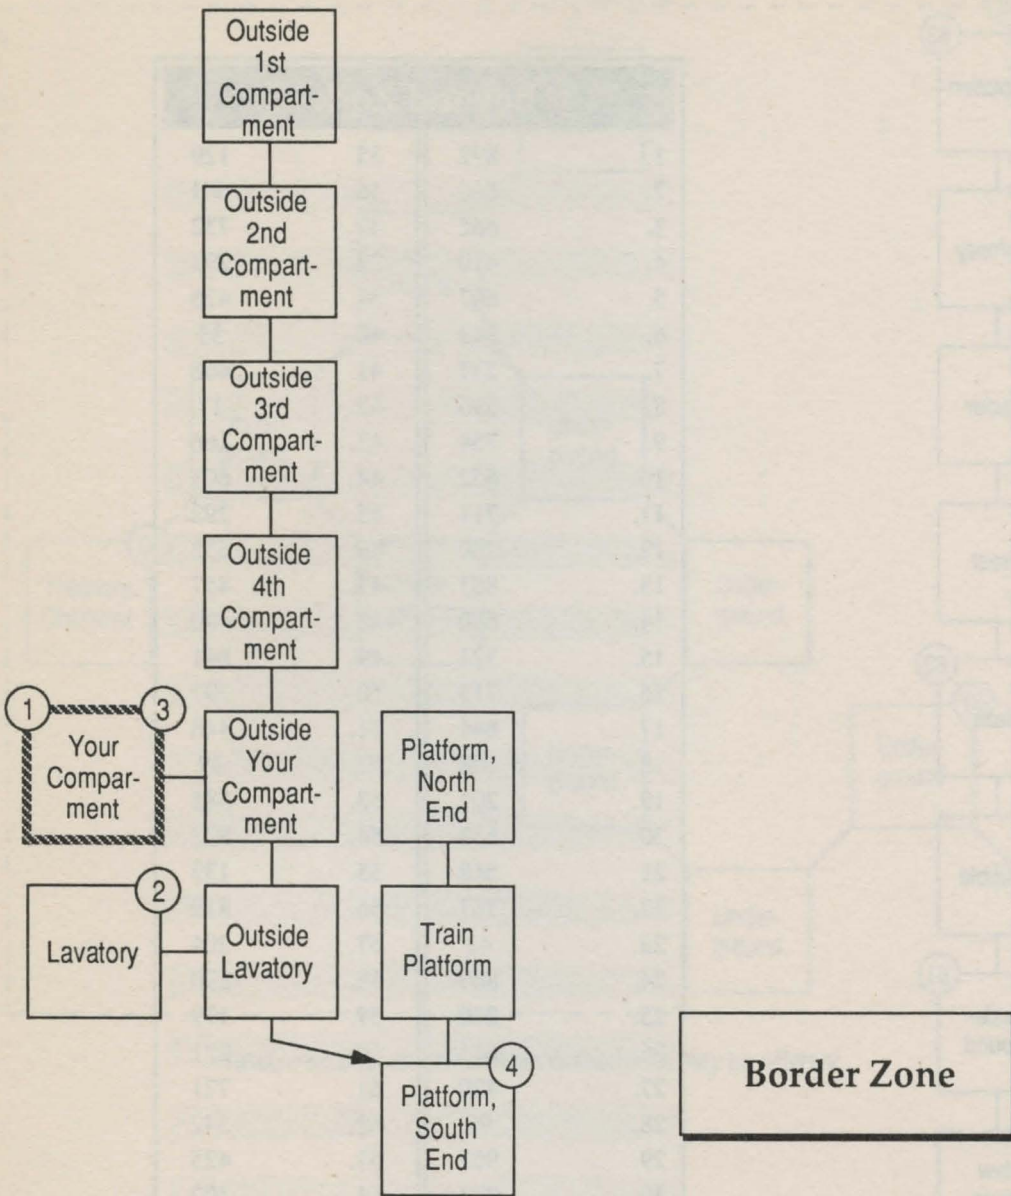 Outside
1st
Compart-
ment
Outside
2nd
Compart-
ment
Outside
3rd
Compart-
ment
Outside
4th
Compart-
ment
1
3
Your
Compar-
ment
Outside
Your
Compart-
ment
Platform,
North
End
2
Lavatory
Outside
Lavatory
Train
Platform
4
Platform,
South
End
Border Zone